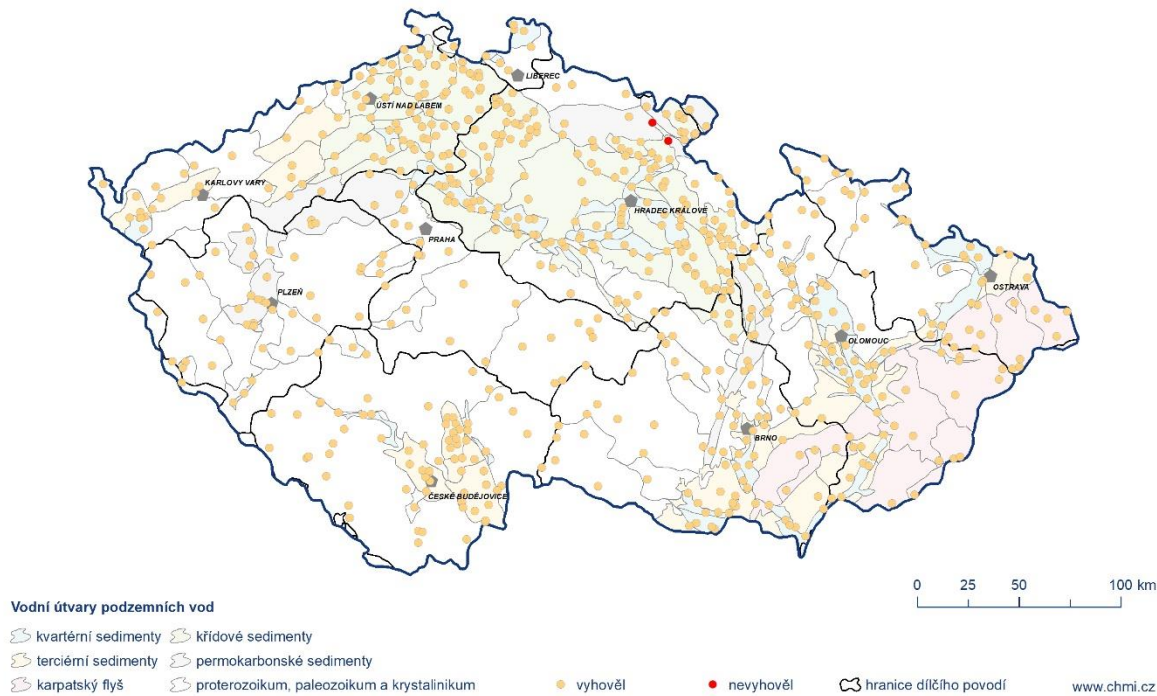 LIBEREC
ÚSTÍ NAD LABEM
KARLOVY VARY
HRADEC KRÁLOVÉ
PRAHA
PLZEŇ
OSTRAVA
OLOMOUC
BRNO
ČESKÉ BUDĚJOVICE
0 25 50 100 km
Vodní útvary podzemních vod
kvartérní sedimenty křídové sedimenty
terciérní sedimenty permokarbonské sedimenty
karpatský flyš proterozoikum, paleozoikum a krystalinikum vyhověl nevyhověl hranice dílčího povodí www.chmi.cz